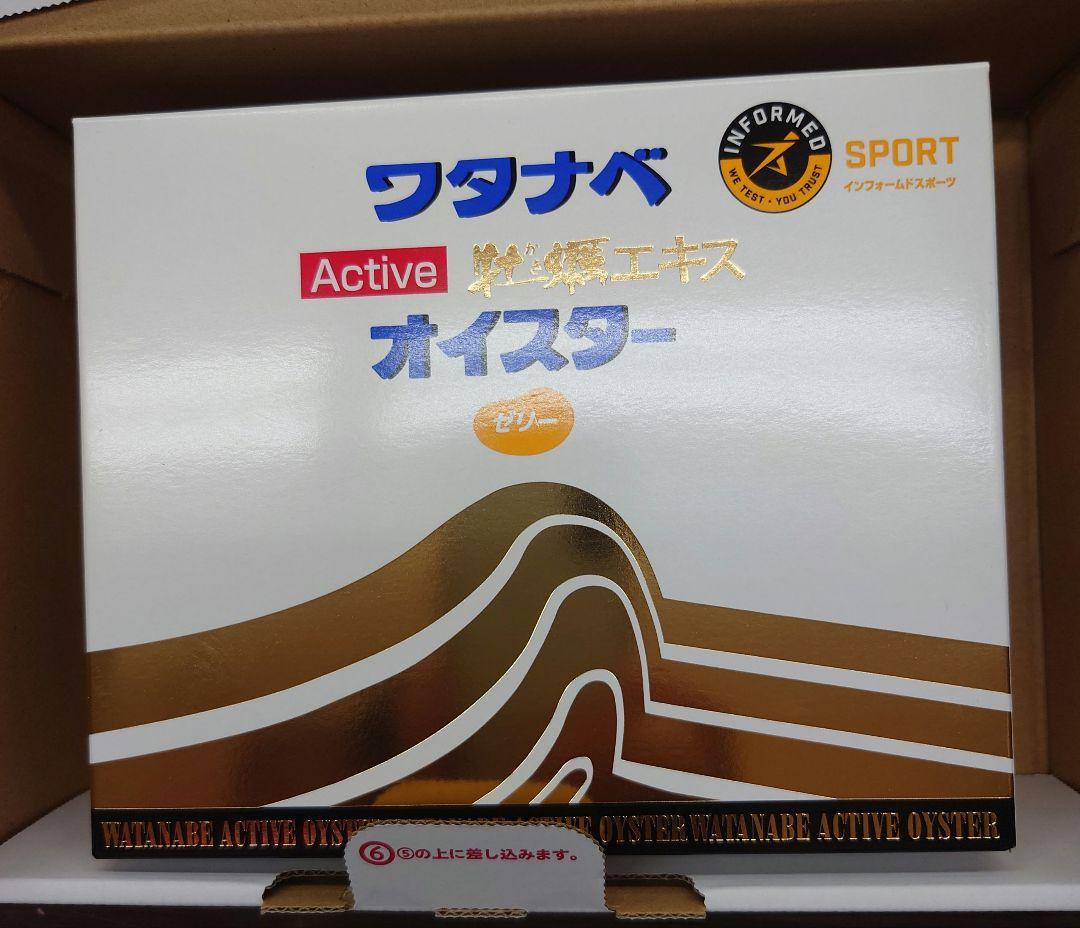 ワタナベ
INFORMED
WE TEST・YOU TRUST
SPORT
インフォームドスポーツ
Active 牡蠣エキス
かき
オイスター
ゼリー
WATANABE ACTIVE OYSTER WATANABE ACTIVE OYSTER WATANABE ACTIVE OYSTER
⑥⑤の上に差し込みます。